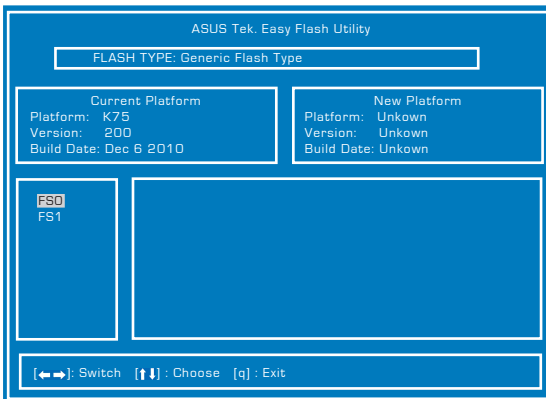 ASUS Tek. Easy Flash Utility
FLASH TYPE: Generic Flash Type
Current Platform
Platform: K75
Version: 200
Build Date: Dec 6 2010
New Platform
Platform: Unkown
Version: Unkown
Build Date: Unkown
FS0
FS1
[←→]: Switch [↑↓] : Choose [q] : Exit